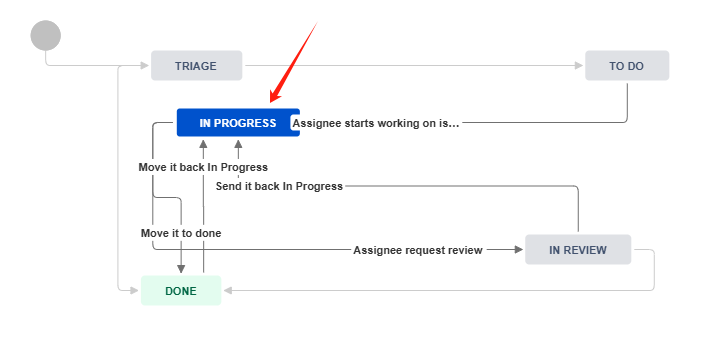 TRIAGE
TO DO
IN PROGRESS
Assignee starts working on is...
Move it back In Progress
Send it back In Progress
Move it to done
Assignee request review
IN REVIEW
DONE